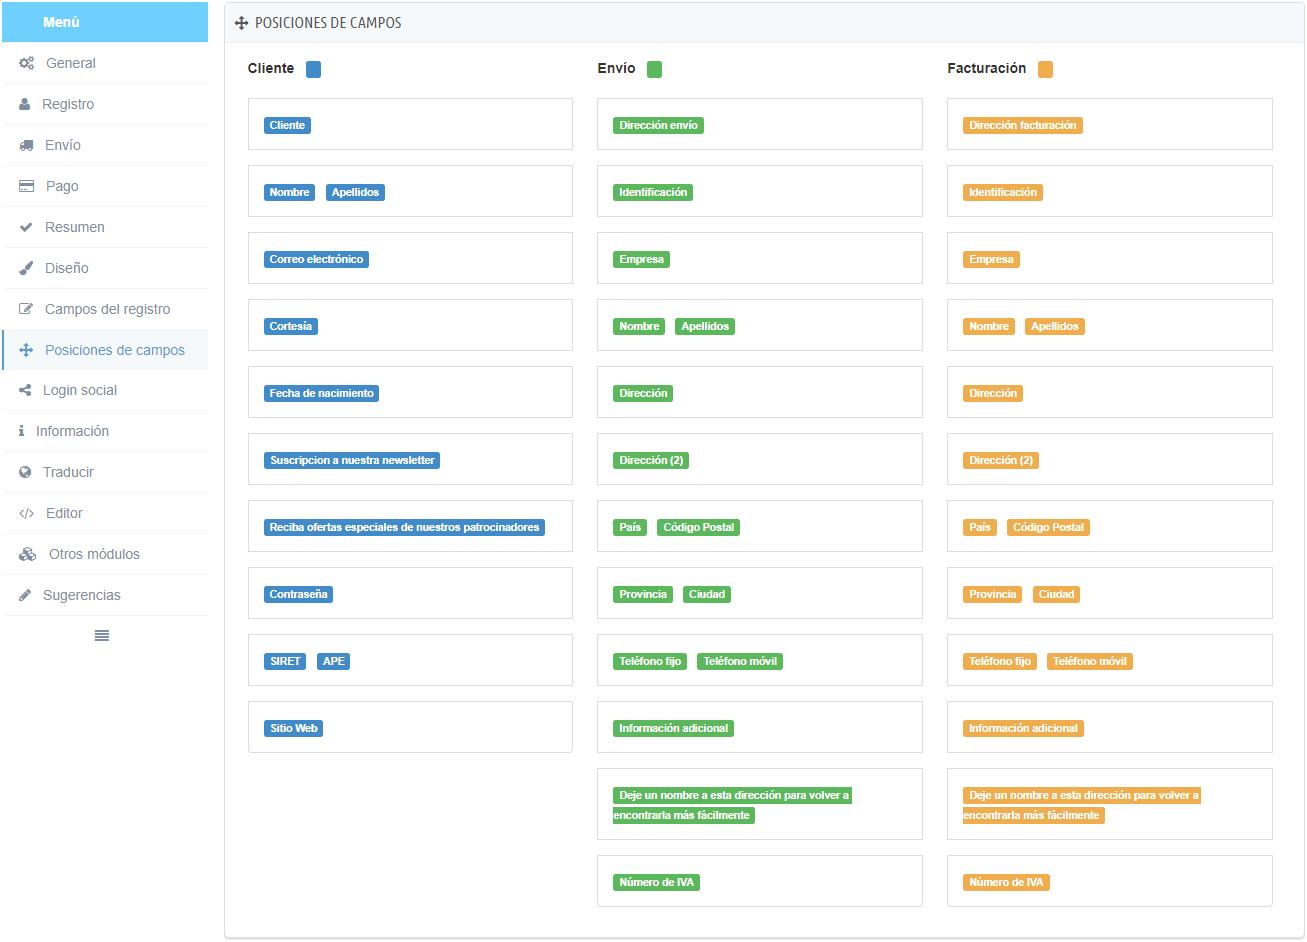 Menú
General
Registro
Envío
Pago
Resumen
Diseño
Campos del registro
Posiciones de campos
Login social
Información
Traducir
Editor
Otros módulos
Sugerencias
POSICIONES DE CAMPOS
Cliente
Cliente
Nombre Apellidos
Correo electrónico
Cortesía
Fecha de nacimiento
Suscripcion a nuestra newsletter
Reciba ofertas especiales de nuestros patrocinadores
Contraseña
SIRET APE
Sitio Web
Envío
Dirección envío
Identificación
Empresa
Nombre Apellidos
Dirección
Dirección (2)
País Código Postal
Provincia Ciudad
Teléfono fijo Teléfono móvil
Información adicional
Deje un nombre a esta dirección para volver a
encontrarla más fácilmente
Número de IVA
Facturación
Dirección facturación
Identificación
Empresa
Nombre Apellidos
Dirección
Dirección (2)
País Código Postal
Provincia Ciudad
Teléfono fijo Teléfono móvil
Información adicional
Deje un nombre a esta dirección para volver a
encontrarla más fácilmente
Número de IVA